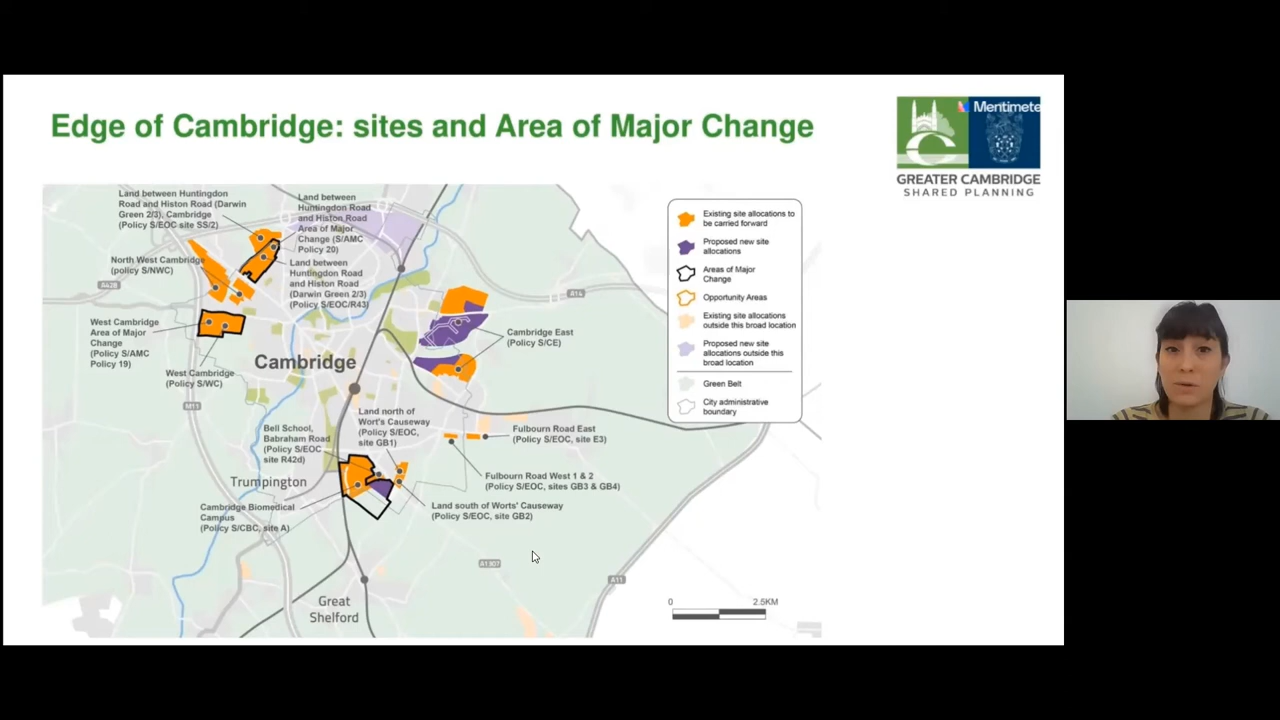 Edge of Cambridge: sites and Area of Major Change
Mentimete
GREATER CAMBRIDGE
SHARED PLANNING
Land between Huntingdon
Road and Histon Road (Darwin
Green 2/3), Cambridge
(Policy S/EOC site SS/2)
Land between
Huntingdon Road
and Histon Road
Area of Major
Change (S/AMC
Policy 20)
North West Cambridge
(policy S/NWC)
Land between
Huntingdon Road
and Histon Road
(Darwin Green 2/3)
(Policy S/EOC/R43)
A428
A14
West Cambridge
Area of Major
Change
(Policy S/AMC
Policy 19)
West Cambridge
(Policy S/WC)
Cambridge
Cambridge East
(Policy S/CE)
M11
Land north of
Wort's Causeway
(Policy S/EOC,
site GB1)
Bell School,
Babraham Road
(Policy S/EOC
site R42d)
Fulbourn Road East
(Policy S/EOC, site E3)
Trumpington
Fulbourn Road West 1 & 2
(Policy S/EOC, sites GB3 & GB4)
Cambridge Biomedical
Campus
(Policy S/CBC, site A)
Land south of Worts' Causeway
(Policy S/EOC, site GB2)
A1307
A11
Great
Shelford
0 2.5KM
Existing site allocations to
be carried forward
Proposed new site
allocations
Areas of Major
Change
Opportunity Areas
Existing site allocations
outside this broad location
Proposed new site
allocations outside this
broad location
Green Belt
City administrative
boundary